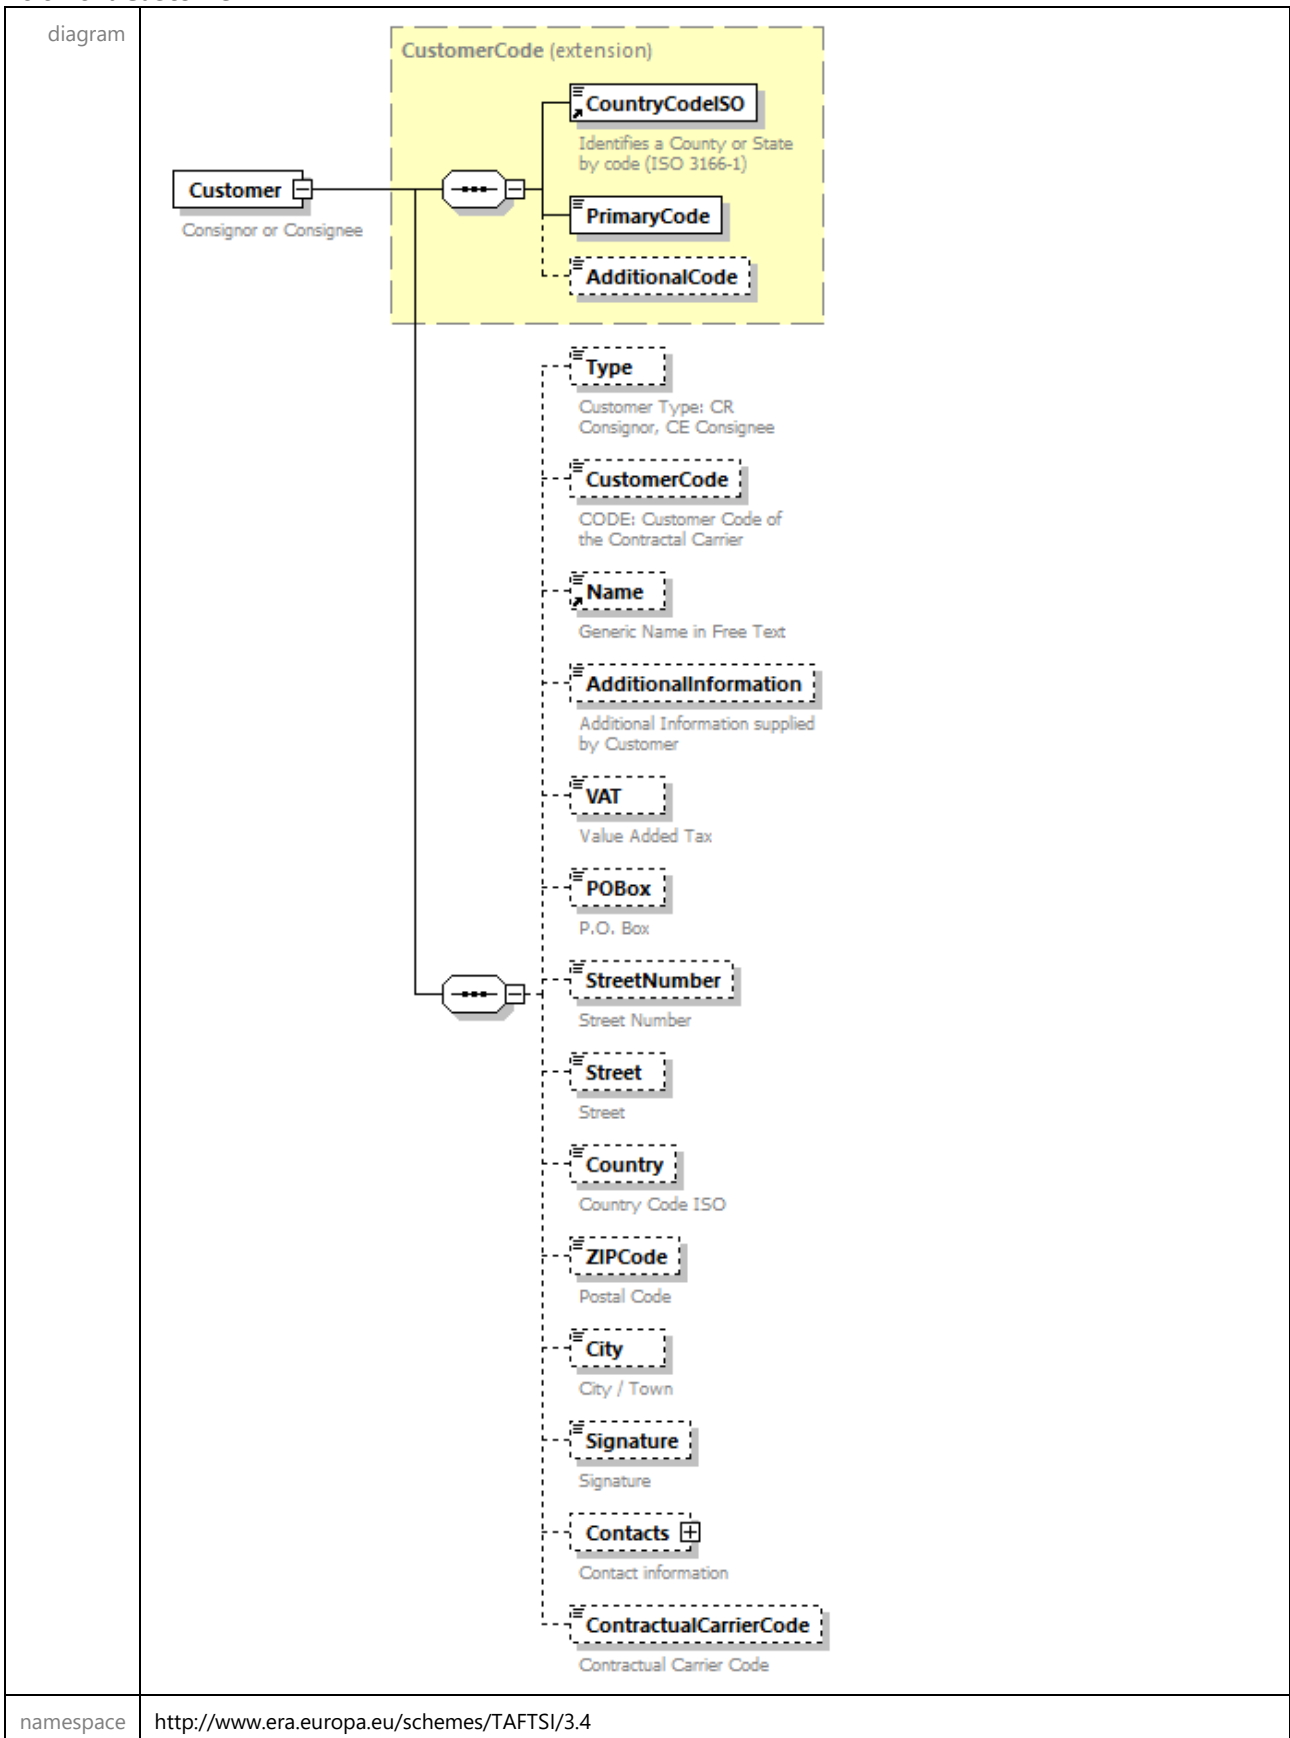 diagram
CustomerCode (extension)
CountryCodeISO
Identifies a County or State
by code (ISO 3166-1)
Customer
Consignor or Consignee
PrimaryCode
AdditionalCode
Type
Customer Type: CR
Consignor, CE Consignee
CustomerCode
CODE: Customer Code of
the Contractal Carrier
Name
Generic Name in Free Text
AdditionalInformation
Additional Information supplied
by Customer
VAT
Value Added Tax
POBox
P.O. Box
StreetNumber
Street Number
Street
Street
Country
Country Code ISO
ZIPCode
Postal Code
City
City / Town
Signature
Signature
Contacts
Contact information
ContractualCarrierCode
Contractual Carrier Code
namespace
http://www.era.europa.eu/schemes/TAFTSI/3.4